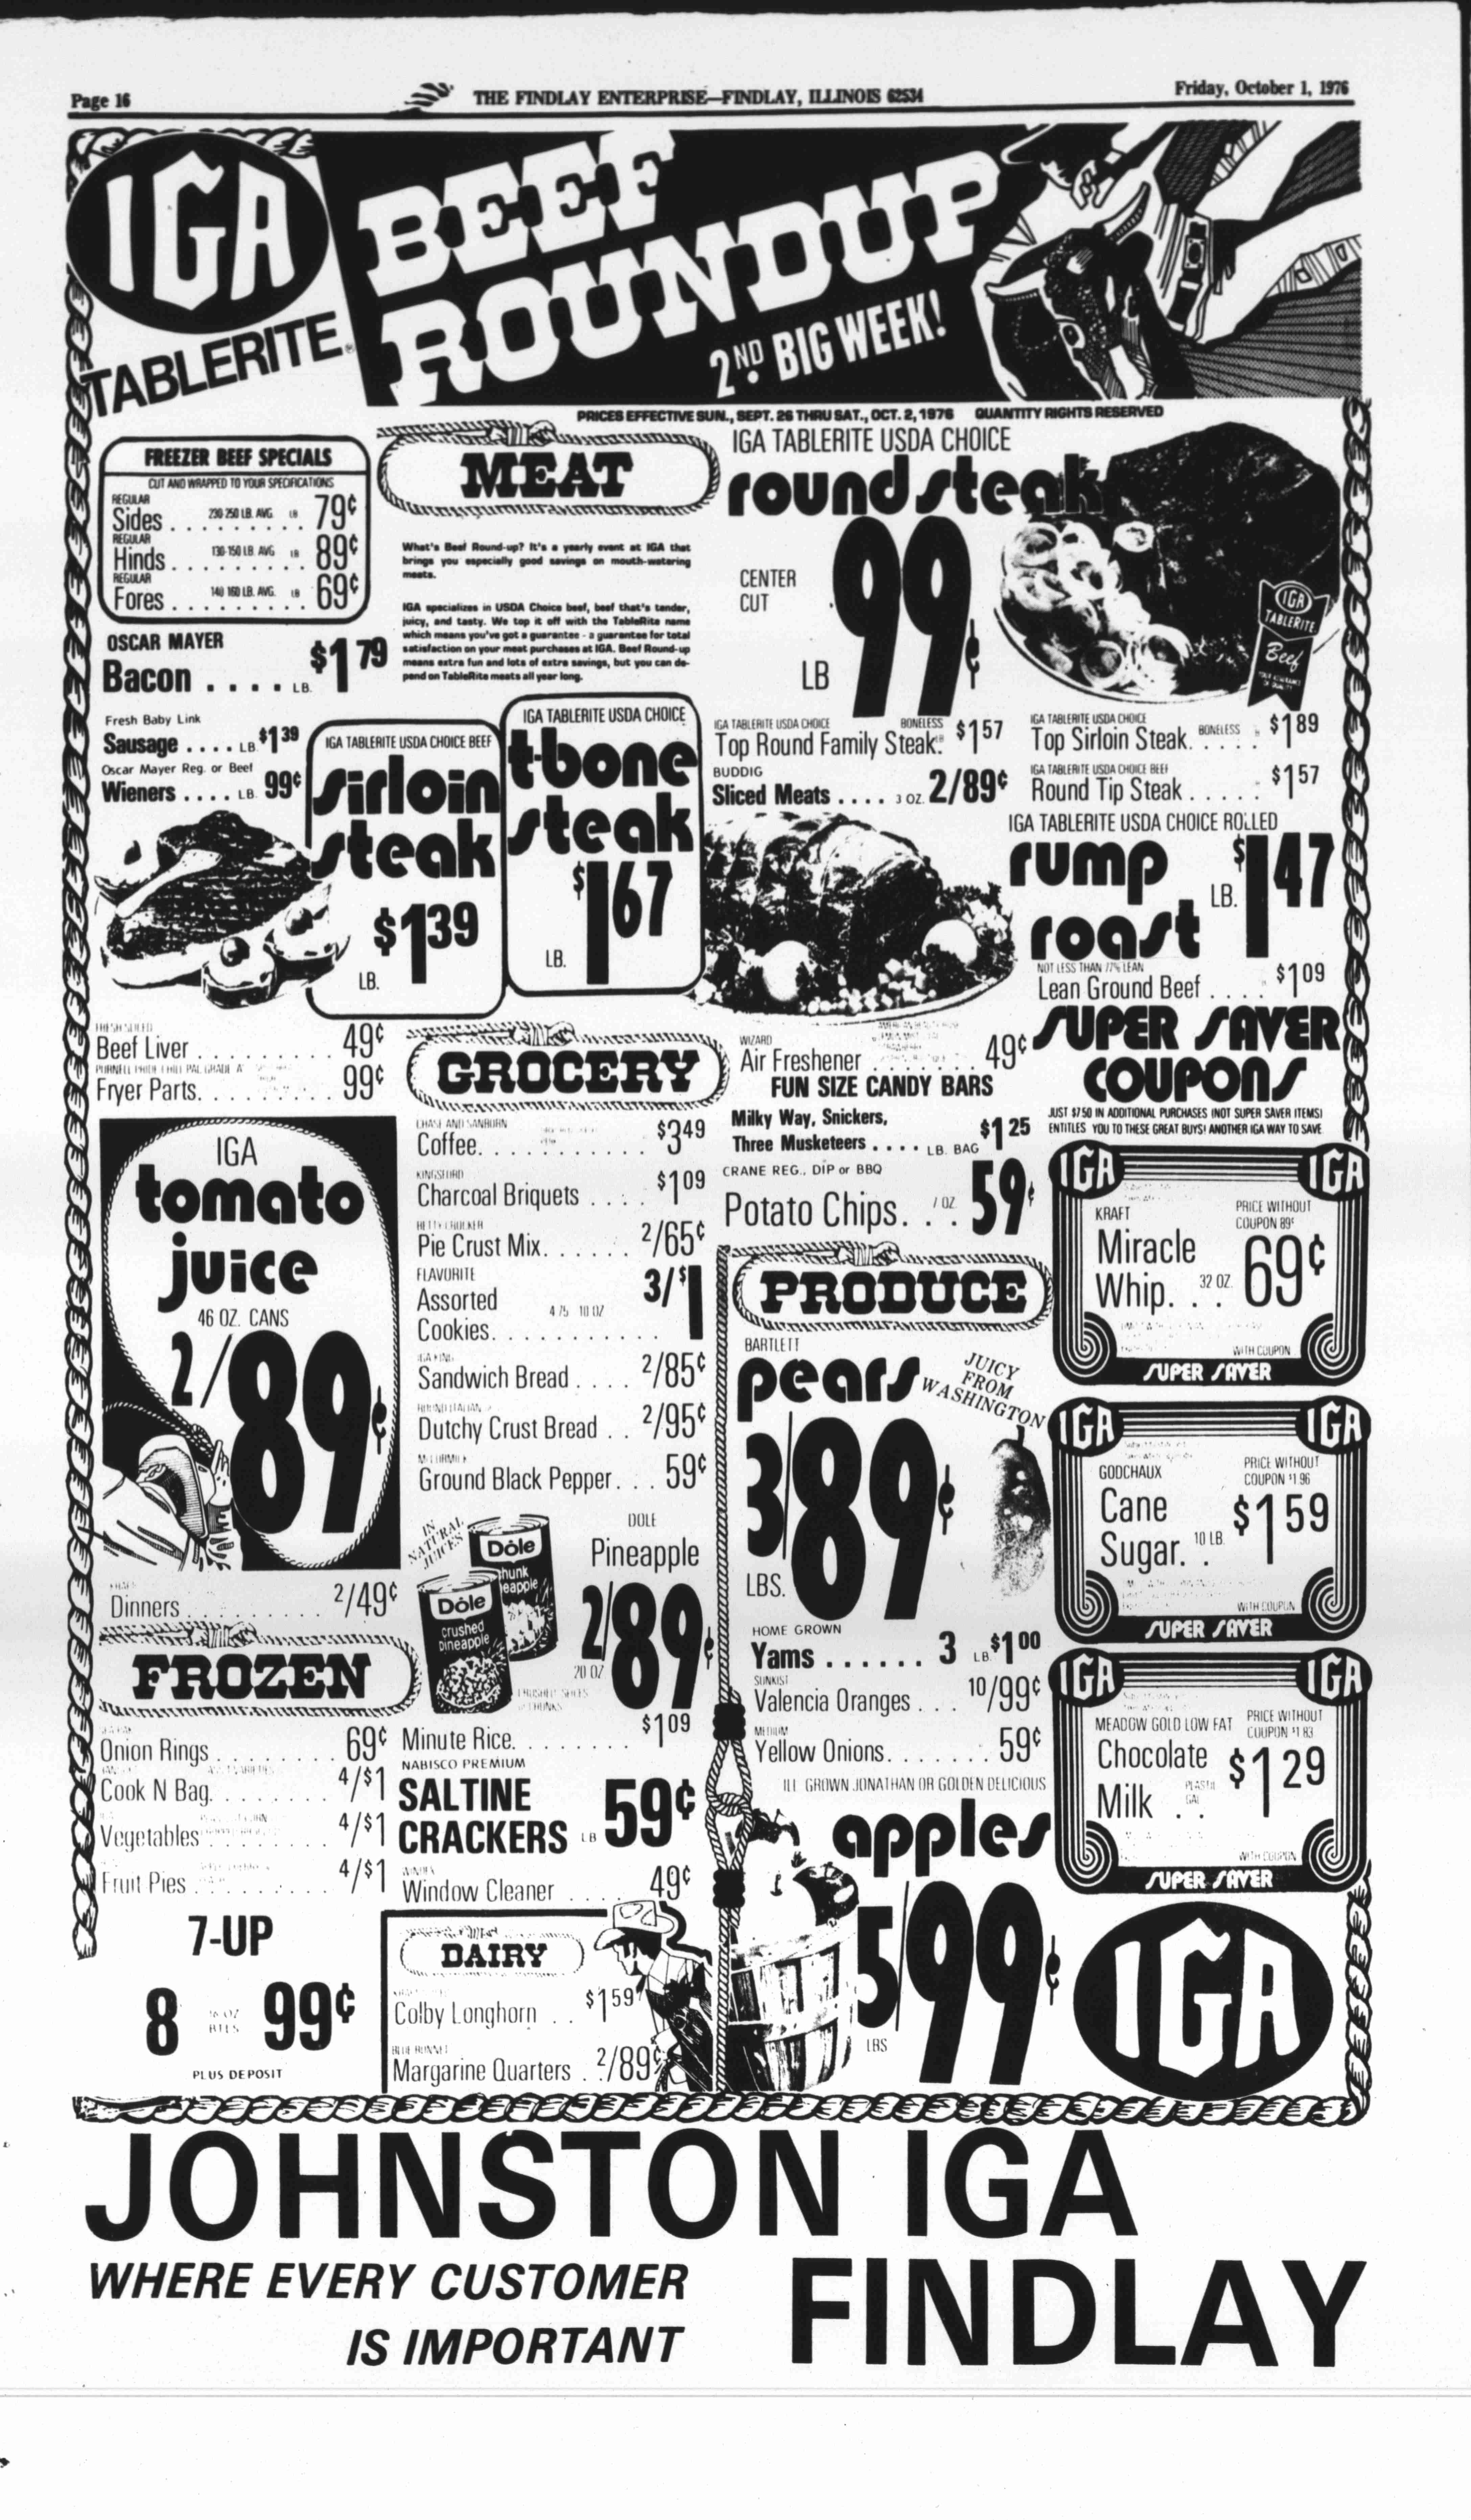 Page 16
THE FINDLAY ENTERPRISE—FINDLAY, ILLINOIS 62534
Friday, October 1, 1976
IGA
TABLERITE
BEEF
ROUNDUP
2ND BIG WEEK!
PRICES EFFECTIVE SUN., SEPT. 26 THRU SAT., OCT. 2, 1976 QUANTITY RIGHTS RESERVED
FREEZER BEEF SPECIALS
CUT AND WRAPPED TO YOUR SPECIFICATIONS
REGULAR
Sides . . . . . . . . . 230-250 LB. AVG. LB 79¢
REGULAR
Hinds . . . . . . . . . 130-150 LB. AVG LB 89¢
REGULAR
Fores . . . . . . . . . 140 160 LB. AVG. LB 69¢
OSCAR MAYER
Bacon . . . . LB. $1 79
Fresh Baby Link
Sausage . . . . LB. $1 39
Oscar Mayer Reg. or Beef
Wieners . . . . LB. 99¢
MEAT
What's Beef Round-up? It's a yearly event at IGA that
brings you especially good savings on mouth-watering
meats.
IGA specializes in USDA Choice beef, beef that's tender,
juicy, and tasty. We top it off with the TableRite name
which means you've got a guarantee - a guarantee for total
satisfaction on your meat purchases at IGA. Beef Round-up
means extra fun and lots of extra savings, but you can de-
pend on TableRite meats all year long.
IGA TABLERITE USDA CHOICE
round steak
CENTER
CUT
LB
99¢
IGA
TABLERITE
Beef
IGA TABLERITE USDA CHOICE BEEF
sirloin
steak
$1 39
LB.
IGA TABLERITE USDA CHOICE
t-bone
steak
$1 67
LB.
IGA TABLERITE USDA CHOICE BONELESS
Top Round Family Steak. $1 57
BUDDIG
Sliced Meats . . . . 3 OZ. 2/89¢
IGA TABLERITE USDA CHOICE
Top Sirloin Steak. BONELESS $1 89
IGA TABLERITE USDA CHOICE BEEF
Round Tip Steak . . . . . $1 57
IGA TABLERITE USDA CHOICE ROLLED
rump
roast
LB. $1 47
NOT LESS THAN 77% LEAN
Lean Ground Beef . . . . $1 09
Beef Liver . . . . . . . . . 49¢
Fryer Parts. . . . . . . . . 99¢
IGA
tomato
juice
46 OZ. CANS
2/89¢
Dinners . . . . . . . . . 2/49¢
GROCERY
CHASE AND SANBORN
Coffee. . . . . . . . . . . . $3 49
KINGSFORD
Charcoal Briquets . . . . $1 09
BETTY CROCKER
Pie Crust Mix. . . . . . 2/65¢
FLAVORITE
Assorted
Cookies. . . . . . . . . . . 3/$1
Sandwich Bread . . . . 2/85¢
Dutchy Crust Bread . . 2/95¢
McCORMICK
Ground Black Pepper. . . 59¢
IN
NATURAL
JUICES
Dole
chunk
Dole
crushed
pineapple
DOLE
Pineapple
20 OZ
2/89¢
Minute Rice. . . . . . . . . $1 09
NABISCO PREMIUM
SALTINE
CRACKERS LB 59¢
Window Cleaner . . . . 49¢
WIZARD
Air Freshener . . . . . . . 49¢
FUN SIZE CANDY BARS
Milky Way, Snickers,
Three Musketeers . . . . LB. BAG $1 25
CRANE REG., DIP or BBQ
Potato Chips. . . 7 OZ. 59¢
PRODUCE
BARTLETT
pears
JUICY
FROM
WASHINGTON
3/89¢
LBS.
HOME GROWN
Yams . . . . . . 3 LB. $1 00
SUNKIST
Valencia Oranges . . . 10/99¢
MEDIUM
Yellow Onions. . . . . . . 59¢
ILL GROWN JONATHAN OR GOLDEN DELICIOUS
apples
5/99¢
LBS
SUPER SAVER
COUPONS
JUST $7.50 IN ADDITIONAL PURCHASES (NOT SUPER SAVER ITEMS)
ENTITLES YOU TO THESE GREAT BUYS! ANOTHER IGA WAY TO SAVE.
IGA IGA
KRAFT
PRICE WITHOUT
COUPON 89¢
Miracle
Whip. . . 32 OZ. 69¢
WITH COUPON
SUPER SAVER
IGA IGA
GODCHAUX
PRICE WITHOUT
COUPON $1 96
Cane
Sugar. . 10 LB. $1 59
WITH COUPON
SUPER SAVER
IGA IGA
MEADOW GOLD LOW FAT
PRICE WITHOUT
COUPON $1 83
Chocolate
Milk . . PLASTIC GAL $1 29
WITH COUPON
SUPER SAVER
FROZEN
Onion Rings . . . . . . . . 69¢
Cook N Bag. . . . . . . . 4/$1
Vegetables . . . . . . . . 4/$1
Fruit Pies . . . . . . . . . 4/$1
7-UP
8 16 OZ
BTLS 99¢
PLUS DEPOSIT
DAIRY
Colby Longhorn . . $1 59
BLUE BONNET
Margarine Quarters . . 2/89¢
IGA
JOHNSTON IGA
WHERE EVERY CUSTOMER
IS IMPORTANT
FINDLAY